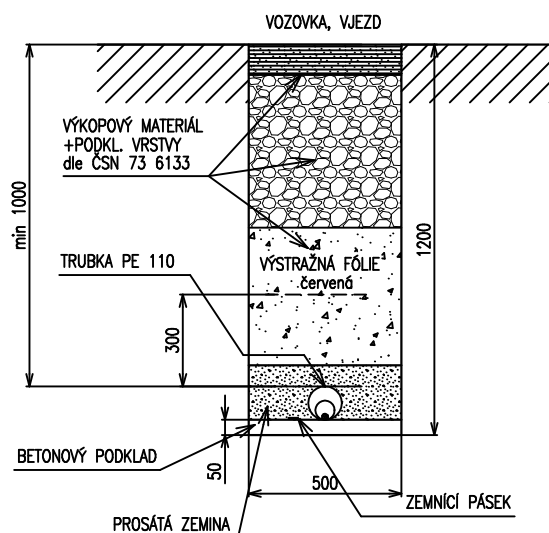 VOZOVKA, VJEZD
VÝKOPOVÝ MATERIÁL
+PODKL. VRSTVY
dle ČSN 73 6133
min 1000
1200
TRUBKA PE 110
VÝSTRAŽNÁ FÓLIE
červená
300
BETONOVÝ PODKLAD
50
500
ZEMNÍCÍ PÁSEK
PROSÁTÁ ZEMINA